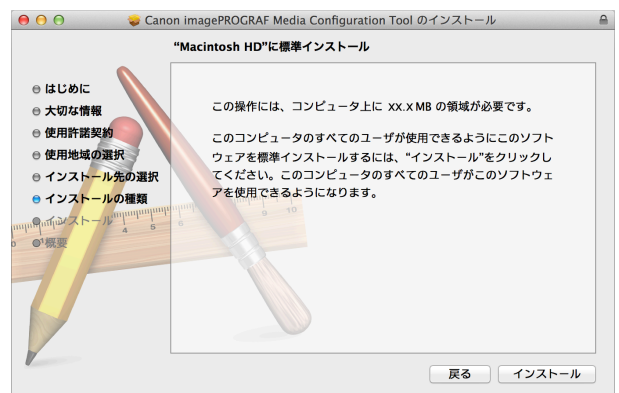 Canon imagePROGRAF Media Configuration Tool のインストール
“Macintosh HD”に標準インストール
はじめに
大切な情報
使用許諾契約
使用地域の選択
インストール先の選択
インストールの種類
インストール
概要
この操作には、コンピュータ上に xx.x MB の領域が必要です。
このコンピュータのすべてのユーザが使用できるようにこのソフト
ウェアを標準インストールするには、“インストール”をクリックし
てください。このコンピュータのすべてのユーザがこのソフトウェ
アを使用できるようになります。
4 5 6 9 10
戻る インストール